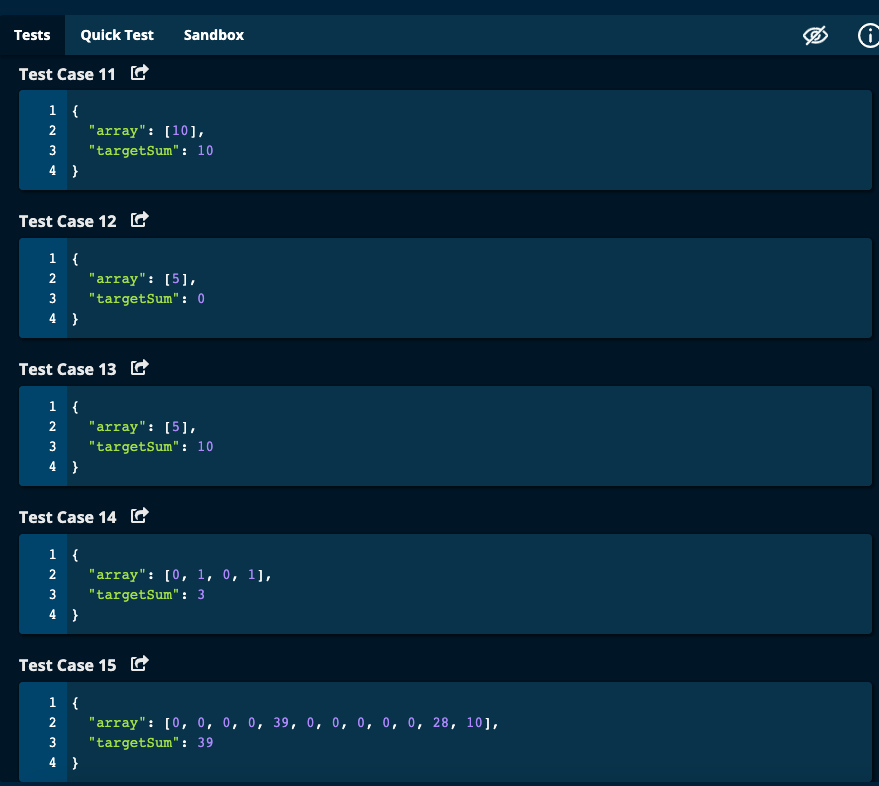 Tests Quick Test Sandbox
Test Case 11
1 {
2 "array": [10],
3 "targetSum": 10
4 }
Test Case 12
1 {
2 "array": [5],
3 "targetSum": 0
4 }
Test Case 13
1 {
2 "array": [5],
3 "targetSum": 10
4 }
Test Case 14
1 {
2 "array": [0, 1, 0, 1],
3 "targetSum": 3
4 }
Test Case 15
1 {
2 "array": [0, 0, 0, 0, 39, 0, 0, 0, 0, 0, 28, 10],
3 "targetSum": 39
4 }